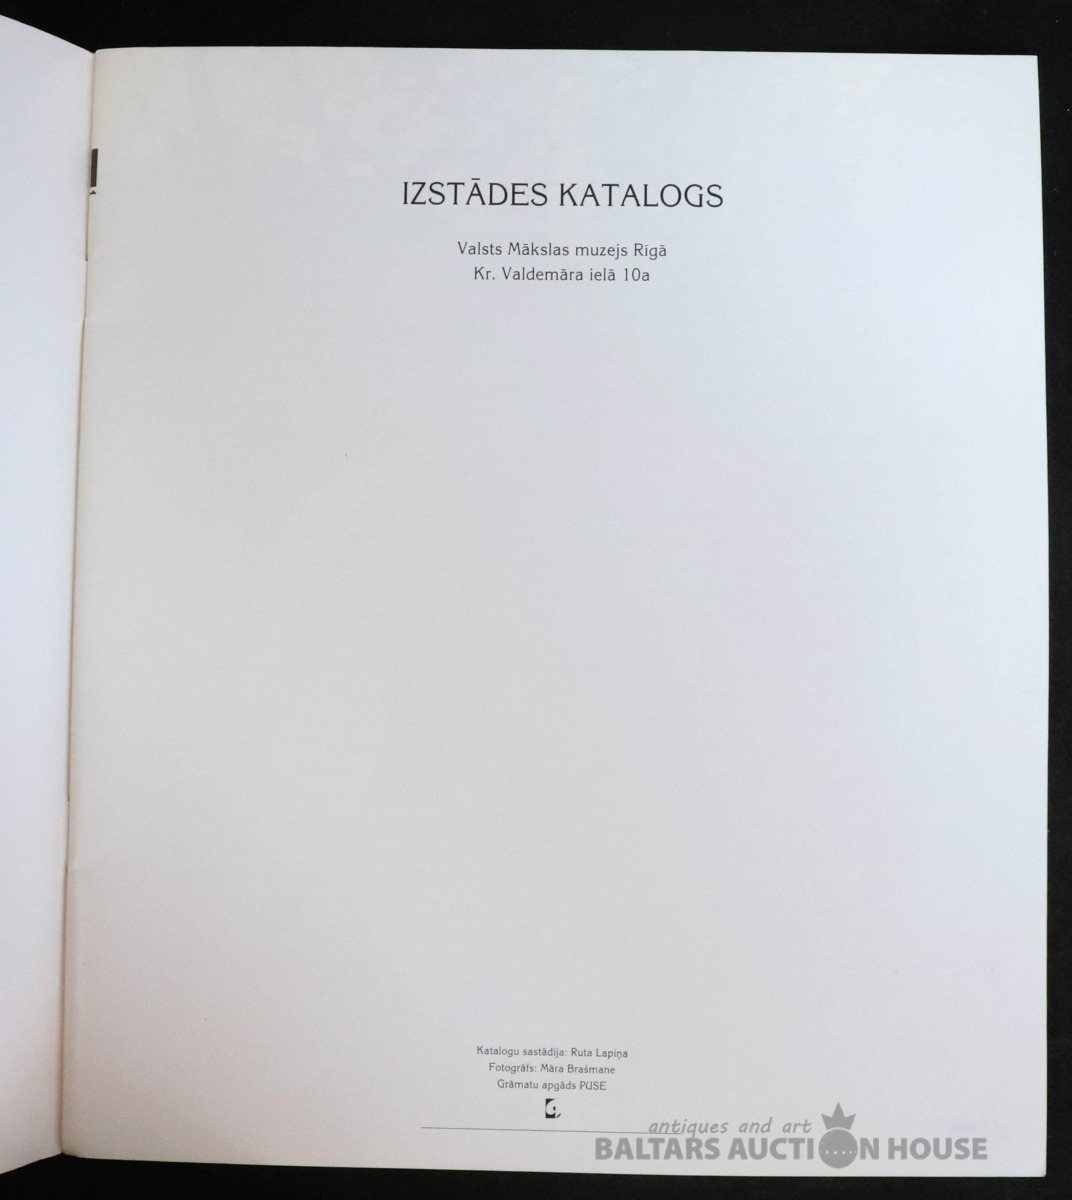 IZSTĀDES KATALOGS
Valsts Mākslas muzejs Rīgā
Kr. Valdemāra ielā 10a
Katalogu sastādīja: Ruta Lapiņa
Fotogrāfs: Māra Brašmane
Grāmatu apgāds PUSE
antiques and art
BALTARS AUCTION HOUSE